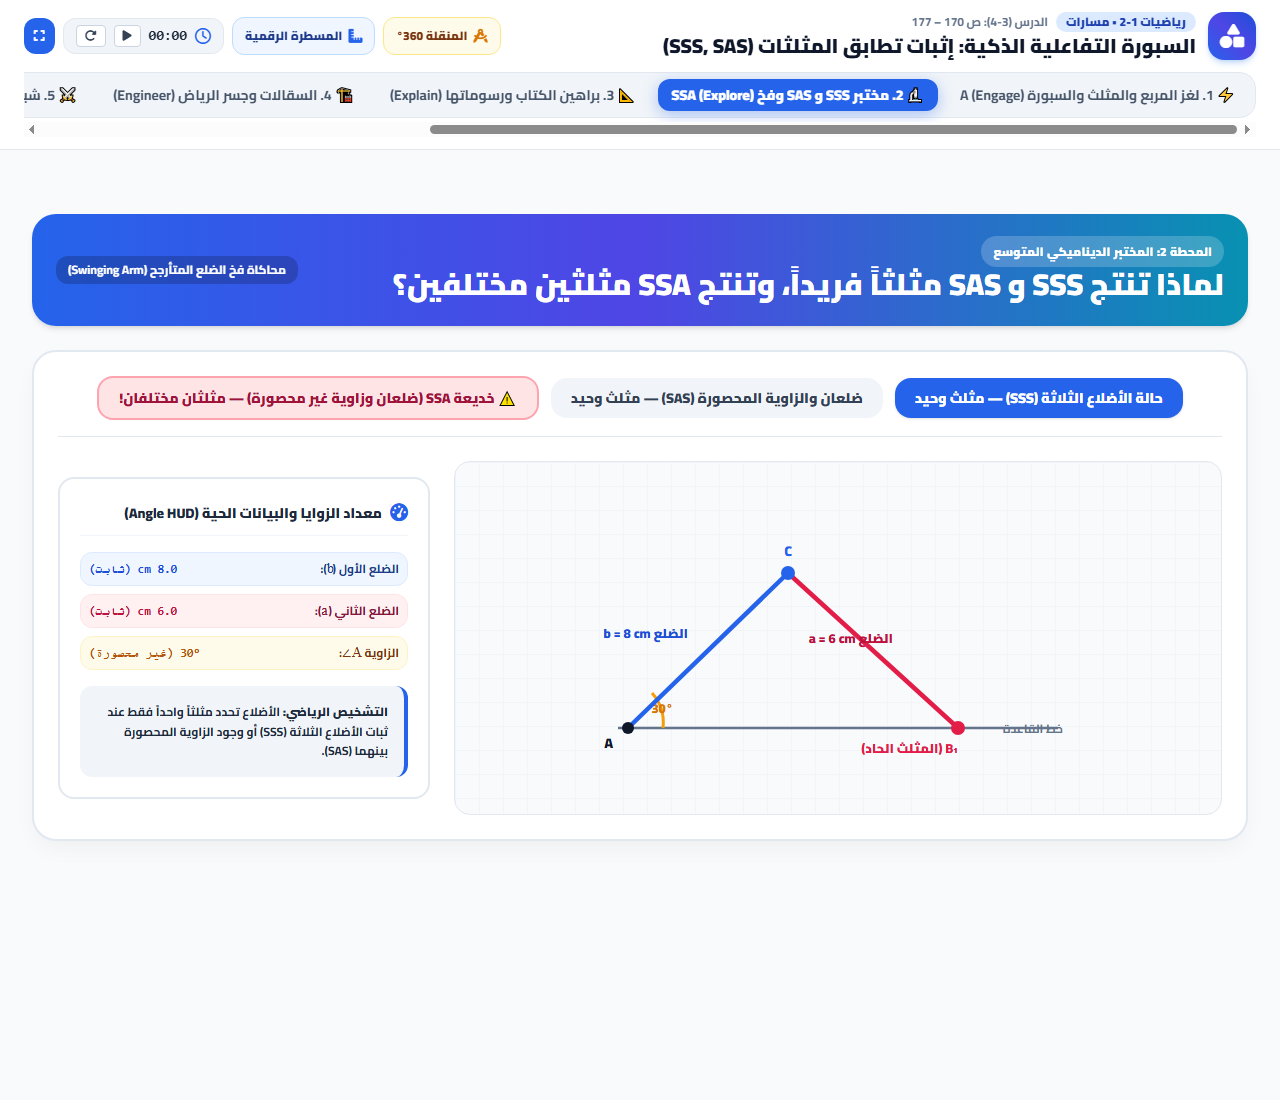 رياضيات 1-2 • مسارات الدرس (3-4): ص 170 – 177
السبورة التفاعلية الذكية: إثبات تطابق المثلثات (SSS, SAS)
المنقلة 360°
المسطرة الرقمية
00:00
⚡ 1. لغز المربع والمثلث والسبورة A (Engage)
🔬 2. مختبر SSS و SAS وفخ SSA (Explore)
📐 3. براهين الكتاب ورسوماتها (Explain)
🏗️ 4. السقالات وجسر الرياض (Engineer)
⚔️ 5. شب
المحطة 2: المختبر الديناميكي المتوسع
لماذا تنتج SSS و SAS مثلثاً فريداً، وتنتج SSA مثلثين مختلفين؟
محاكاة فخ الضلع المتأرجح (Swinging Arm)
حالة الأضلاع الثلاثة (SSS) — مثلث وحيد
ضلعان والزاوية المحصورة (SAS) — مثلث وحيد
⚠️ خديعة SSA (ضلعان وزاوية غير محصورة) — مثلثان مختلفان!
C
الضلع b = 8 cm
الضلع a = 6 cm
30°
خط القاعدة
A
B₁ (المثلث الحاد)
معداد الزوايا والبيانات الحية (Angle HUD)
الضلع الأول (b): 8.0 cm (ثابت)
الضلع الثاني (a): 6.0 cm (ثابت)
الزاوية ∠A: 30° (غير محصورة)
التشخيص الرياضي: الأضلاع تحدد مثلثاً واحداً فقط عند
ثبات الأضلاع الثلاثة (SSS) أو وجود الزاوية المحصورة
بينهما (SAS).